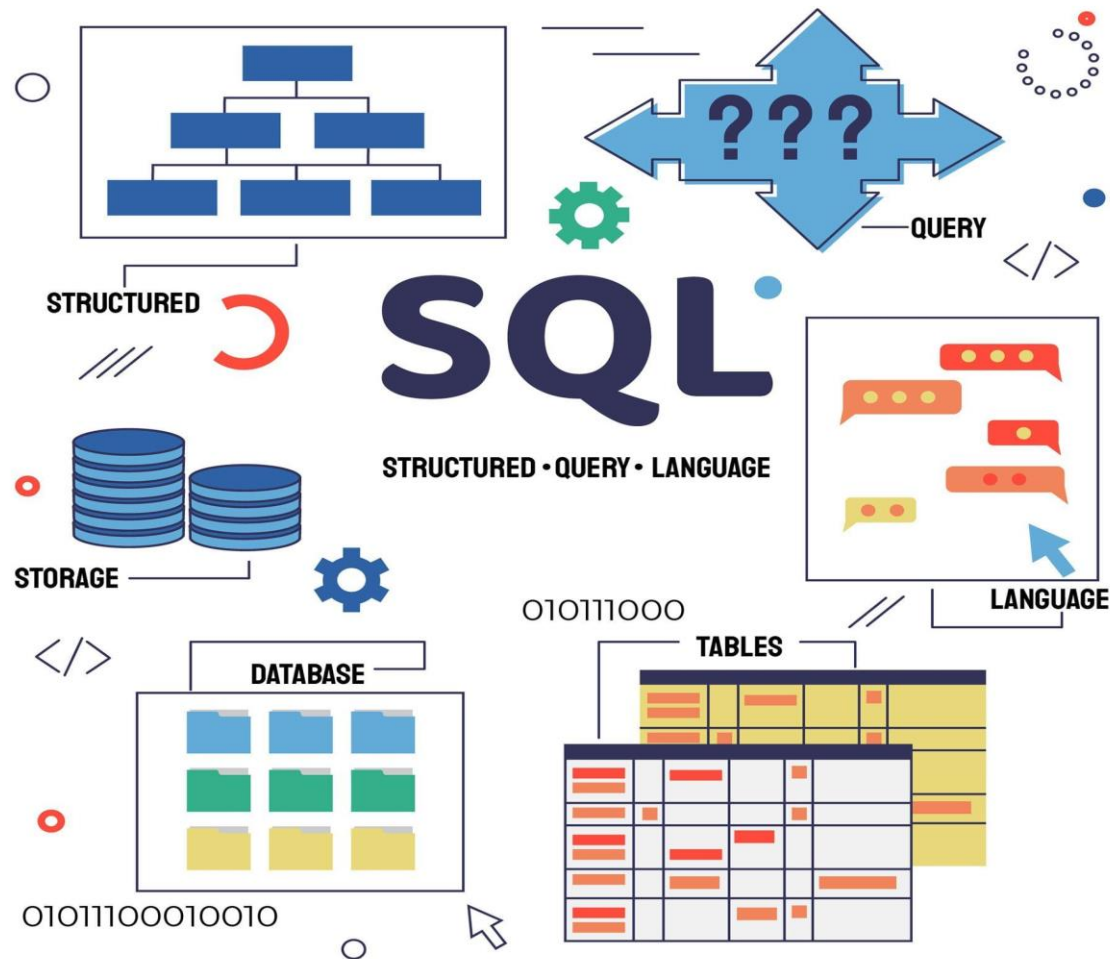 ???
QUERY
STRUCTURED
SQL
STRUCTURED • QUERY • LANGUAGE
STORAGE
LANGUAGE
010111000
TABLES
DATABASE
01011100010010